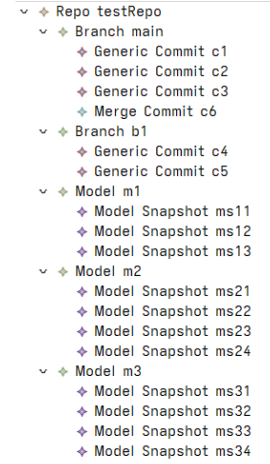 Repo testRepo
Branch main
Generic Commit c1
Generic Commit c2
Generic Commit c3
Merge Commit c6
Branch b1
Generic Commit c4
Generic Commit c5
Model m1
Model Snapshot ms11
Model Snapshot ms12
Model Snapshot ms13
Model m2
Model Snapshot ms21
Model Snapshot ms22
Model Snapshot ms23
Model Snapshot ms24
Model m3
Model Snapshot ms31
Model Snapshot ms32
Model Snapshot ms33
Model Snapshot ms34